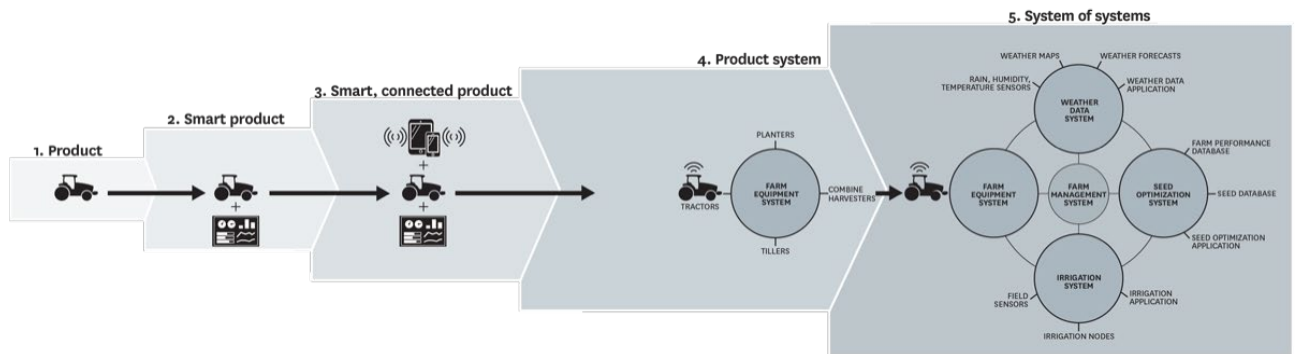 1. Product
2. Smart product
+
3. Smart, connected product
+
+
4. Product system
PLANTERS
TRACTORS
FARM
EQUIPMENT
SYSTEM
COMBINE
HARVESTERS
TILLERS
5. System of systems
WEATHER MAPS
WEATHER FORECASTS
RAIN, HUMIDITY,
TEMPERATURE SENSORS
WEATHER DATA
APPLICATION
WEATHER
DATA
SYSTEM
FARM
EQUIPMENT
SYSTEM
FARM
MANAGEMENT
SYSTEM
SEED
OPTIMIZATION
SYSTEM
FARM PERFORMANCE
DATABASE
SEED DATABASE
SEED OPTIMIZATION
APPLICATION
IRRIGATION
SYSTEM
FIELD
SENSORS
IRRIGATION
APPLICATION
IRRIGATION NODES